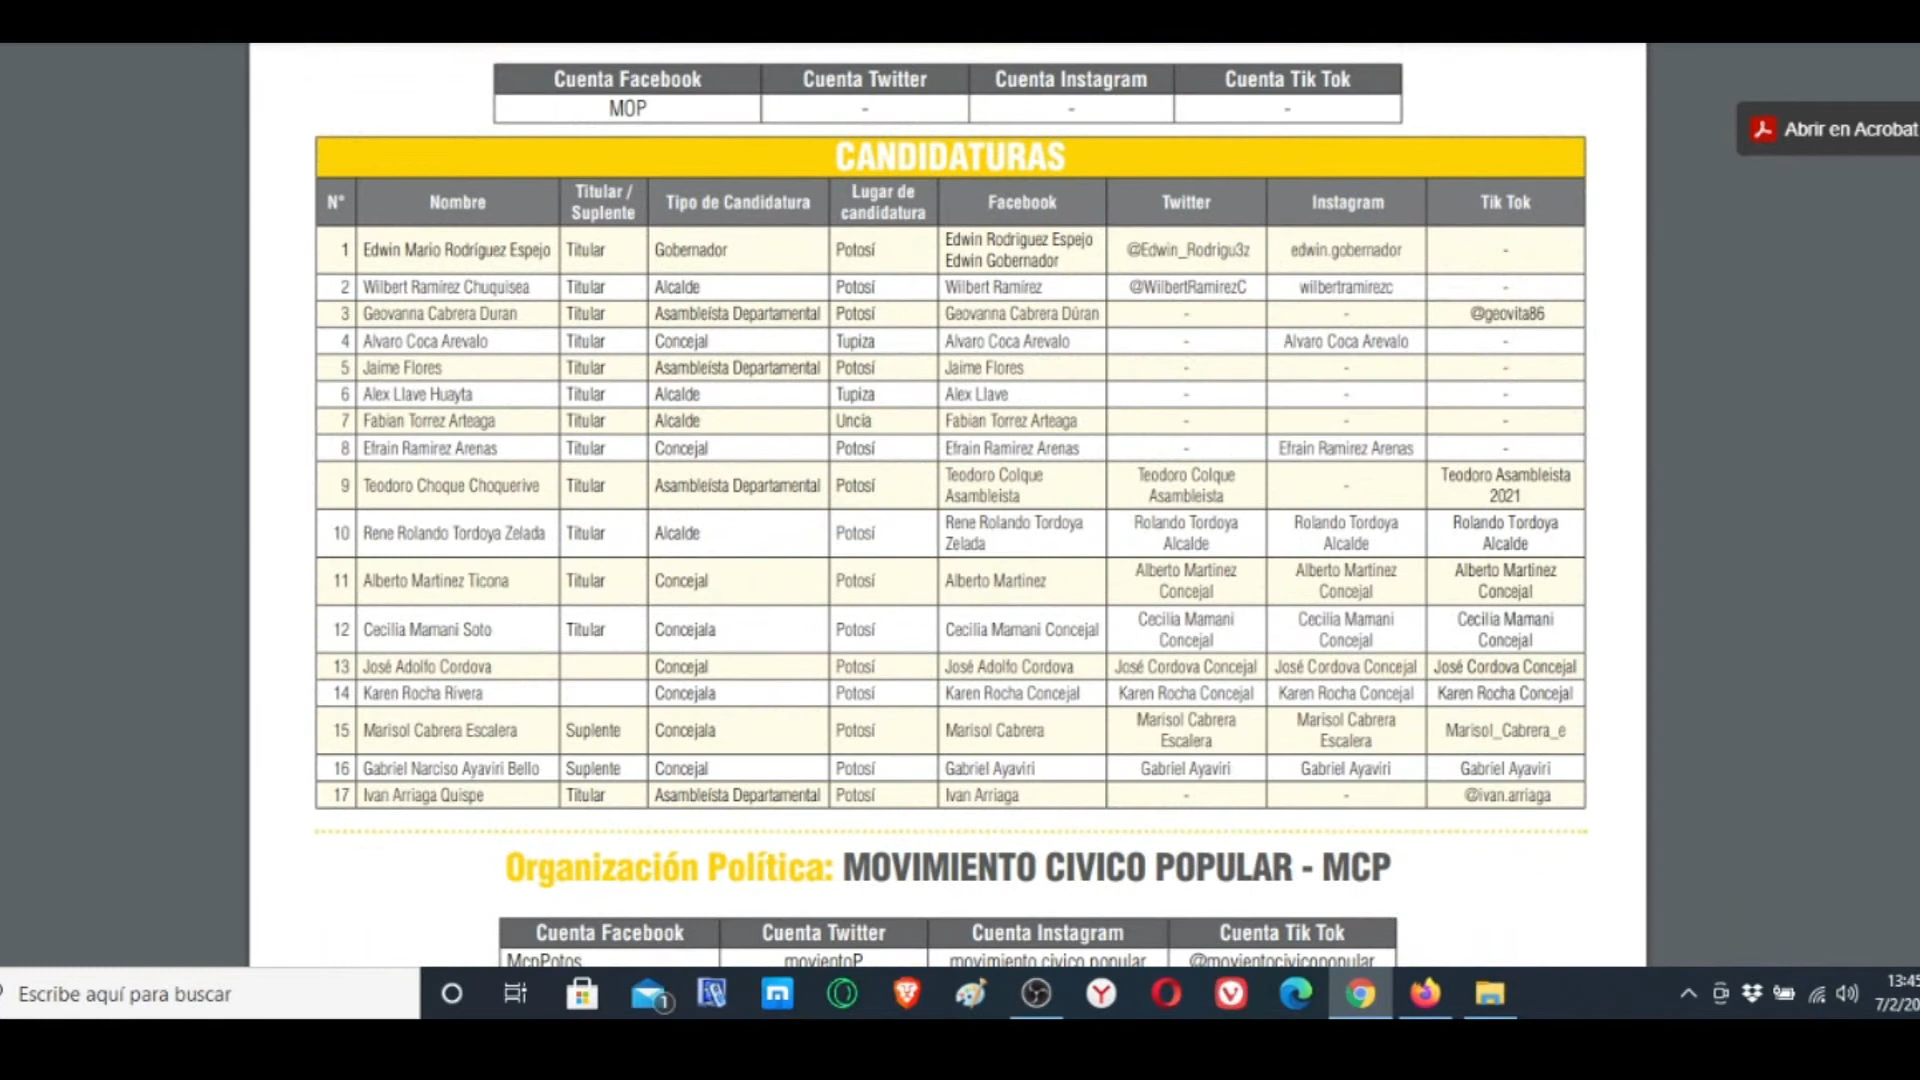 Cuenta Facebook Cuenta Twitter Cuenta Instagram Cuenta Tik Tok
MOP - - -
Abrir en Acrobat
CANDIDATURAS
N° Nombre Titular / Suplente Tipo de Candidatura Lugar de candidatura Facebook Twitter Instagram Tik Tok
1 Edwin Mario Rodríguez Espejo Titular Gobernador Potosí Edwin Rodriguez Espejo Edwin Gobernador @Edwin_Rodrigu3z edwin.gobernador -
2 Wilbert Ramírez Chuquisea Titular Alcalde Potosí Wilbert Ramírez @WilbertRamirezC wilbertramirezc -
3 Geovanna Cabrera Duran Titular Asambleísta Departamental Potosí Geovanna Cabrera Dúran - - @geovita86
4 Alvaro Coca Arevalo Titular Concejal Tupiza Alvaro Coca Arevalo - Alvaro Coca Arevalo -
5 Jaime Flores Titular Asambleísta Departamental Potosí Jaime Flores - - -
6 Alex Llave Huayta Titular Alcalde Tupiza Alex Llave - - -
7 Fabian Torrez Arteaga Titular Alcalde Uncía Fabian Torrez Arteaga - - -
8 Efrain Ramirez Arenas Titular Concejal Potosí Efrain Ramirez Arenas - Efrain Ramirez Arenas -
9 Teodoro Choque Choquerive Titular Asambleísta Departamental Potosí Teodoro Colque Asambleista Teodoro Colque Asambleista - Teodoro Asambleista 2021
10 Rene Rolando Tordoya Zelada Titular Alcalde Potosí Rene Rolando Tordoya Zelada Rolando Tordoya Alcalde Rolando Tordoya Alcalde Rolando Tordoya Alcalde
11 Alberto Martinez Ticona Titular Concejal Potosí Alberto Martinez Alberto Martinez Concejal Alberto Martinez Concejal Alberto Martinez Concejal
12 Cecilia Mamani Soto Titular Concejala Potosí Cecilia Mamani Concejal Cecilia Mamani Concejal Cecilia Mamani Concejal Cecilia Mamani Concejal
13 José Adolfo Cordova Concejal Potosí José Adolfo Cordova José Cordova Concejal José Cordova Concejal José Cordova Concejal
14 Karen Rocha Rivera Concejala Potosí Karen Rocha Concejal Karen Rocha Concejal Karen Rocha Concejal Karen Rocha Concejal
15 Marisol Cabrera Escalera Suplente Concejala Potosí Marisol Cabrera Marisol Cabrera Escalera Marisol Cabrera Escalera Marisol_Cabrera_e
16 Gabriel Narciso Ayaviri Bello Suplente Concejal Potosí Gabriel Ayaviri Gabriel Ayaviri Gabriel Ayaviri Gabriel Ayaviri
17 Ivan Arriaga Quispe Titular Asambleísta Departamental Potosí Ivan Arriaga - - @ivan.arriaga
Organización Política: MOVIMIENTO CIVICO POPULAR - MCP
Cuenta Facebook Cuenta Twitter Cuenta Instagram Cuenta Tik Tok
McpPotos movientoP movimiento civico popular @movientocivicopopular
Escribe aquí para buscar
1
13:45
7/2/20